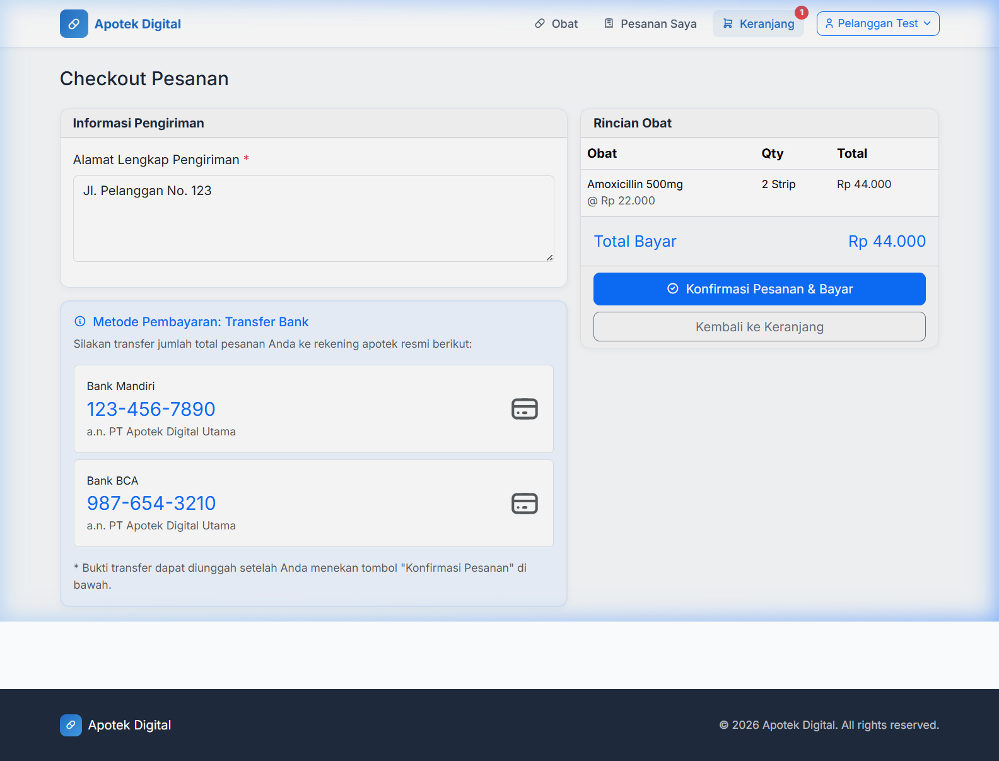 Apotek Digital
Obat
Pesanan Saya
Keranjang
1
Pelanggan Test
Checkout Pesanan
Informasi Pengiriman
Alamat Lengkap Pengiriman *
Jl. Pelanggan No. 123
Metode Pembayaran: Transfer Bank
Silakan transfer jumlah total pesanan Anda ke rekening apotek resmi berikut:
Bank Mandiri
123-456-7890
a.n. PT Apotek Digital Utama
Bank BCA
987-654-3210
a.n. PT Apotek Digital Utama
* Bukti transfer dapat diunggah setelah Anda menekan tombol "Konfirmasi Pesanan" di
bawah.
Rincian Obat
Obat Qty Total
Amoxicillin 500mg 2 Strip Rp 44.000
@ Rp 22.000
Total Bayar Rp 44.000
Konfirmasi Pesanan & Bayar
Kembali ke Keranjang
Apotek Digital
© 2026 Apotek Digital. All rights reserved.